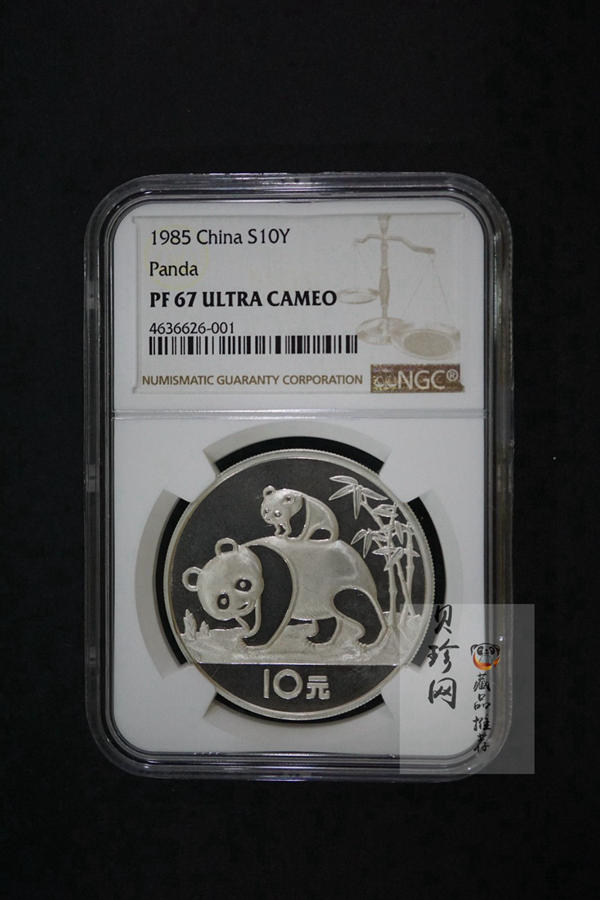 1985 China S10Y
Panda
PF 67 ULTRA CAMEO
4636626-001
NUMISMATIC GUARANTY CORPORATION
NGC®
10元
贝珍网
藏品推荐